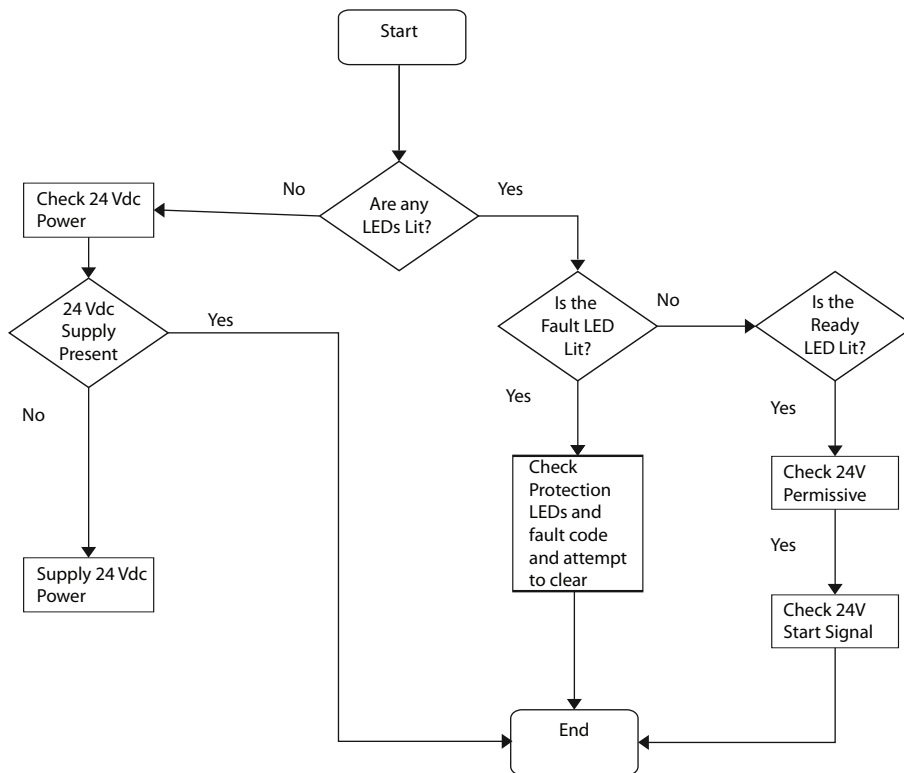 Start
No
Yes
Are any
LEDs Lit?
Check 24 Vdc
Power
24 Vdc
Supply
Present
Yes
No
Supply 24 Vdc
Power
Is the
Fault LED
Lit?
No
Yes
Check
Protection
LEDs and
fault code
and attempt
to clear
Is the
Ready
LED Lit?
Yes
Check 24V
Permissive
Yes
Check 24V
Start Signal
End